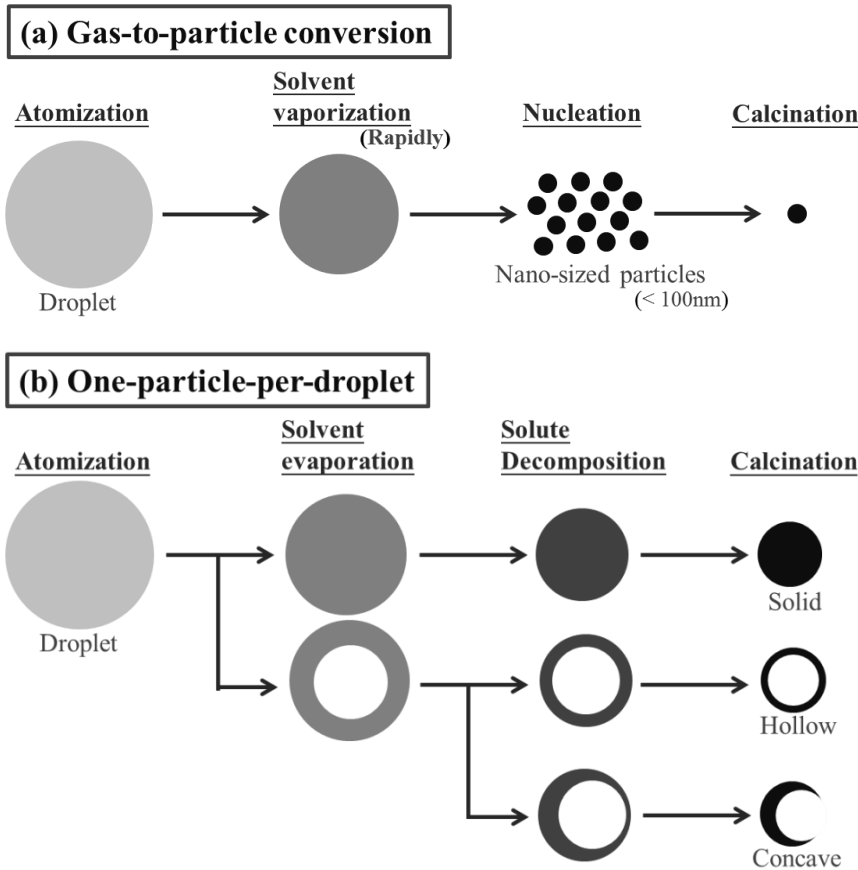 (a) Gas-to-particle conversion
Atomization
Solvent
vaporization
(Rapidly)
Nucleation
Calcination
Droplet
Nano-sized particles
(< 100nm)
(b) One-particle-per-droplet
Atomization
Solvent
evaporation
Solute
Decomposition
Calcination
Droplet
Solid
Hollow
Concave